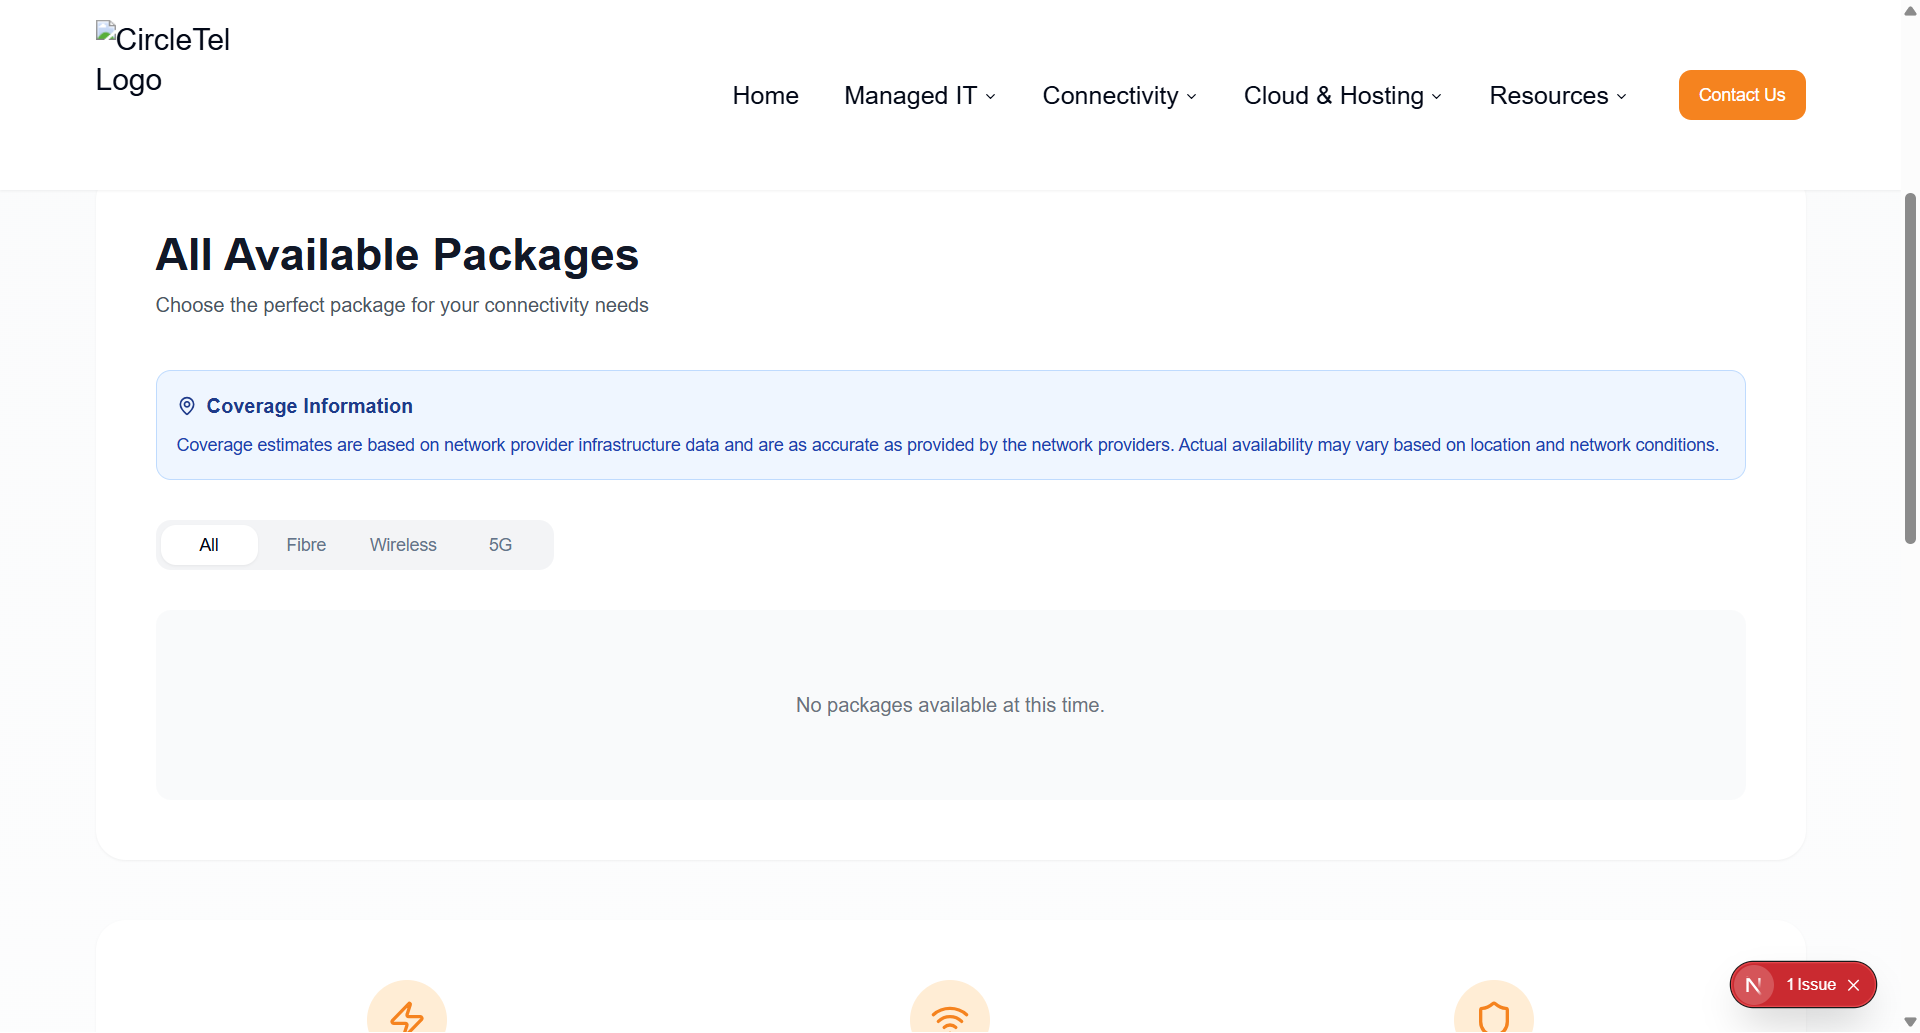 CircleTel
Logo
Home
Managed IT
Connectivity
Cloud & Hosting
Resources
Contact Us
All Available Packages
Choose the perfect package for your connectivity needs
Coverage Information
Coverage estimates are based on network provider infrastructure data and are as accurate as provided by the network providers. Actual availability may vary based on location and network conditions.
All
Fibre
Wireless
5G
No packages available at this time.
N
1 Issue